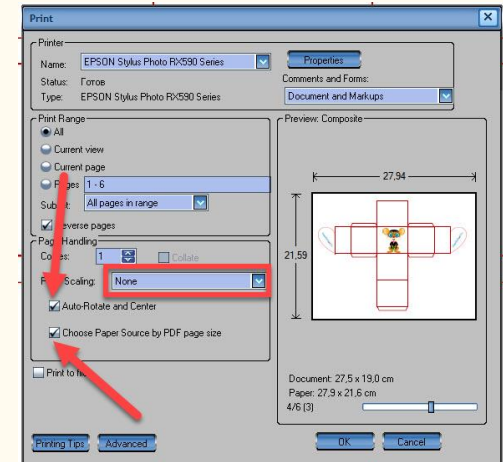 Print
Printer
Name: EPSON Stylus Photo RX590 Series
Properties
Status: Готов
Comments and Forms:
Type: EPSON Stylus Photo RX590 Series
Document and Markups
Print Range
All
Current view
Current page
1 - 6
All pages in range
pages
Page Handling
1
Collate
Scaling: None
Auto-Rotate and Center
Choose Paper Source by PDF page size
Print to
Preview: Composite
27,94
21,59
Document: 27,5 x 19,0 cm
Paper: 27,9 x 21,6 cm
4/6 (3)
Printing Tips
Advanced
OK
Cancel